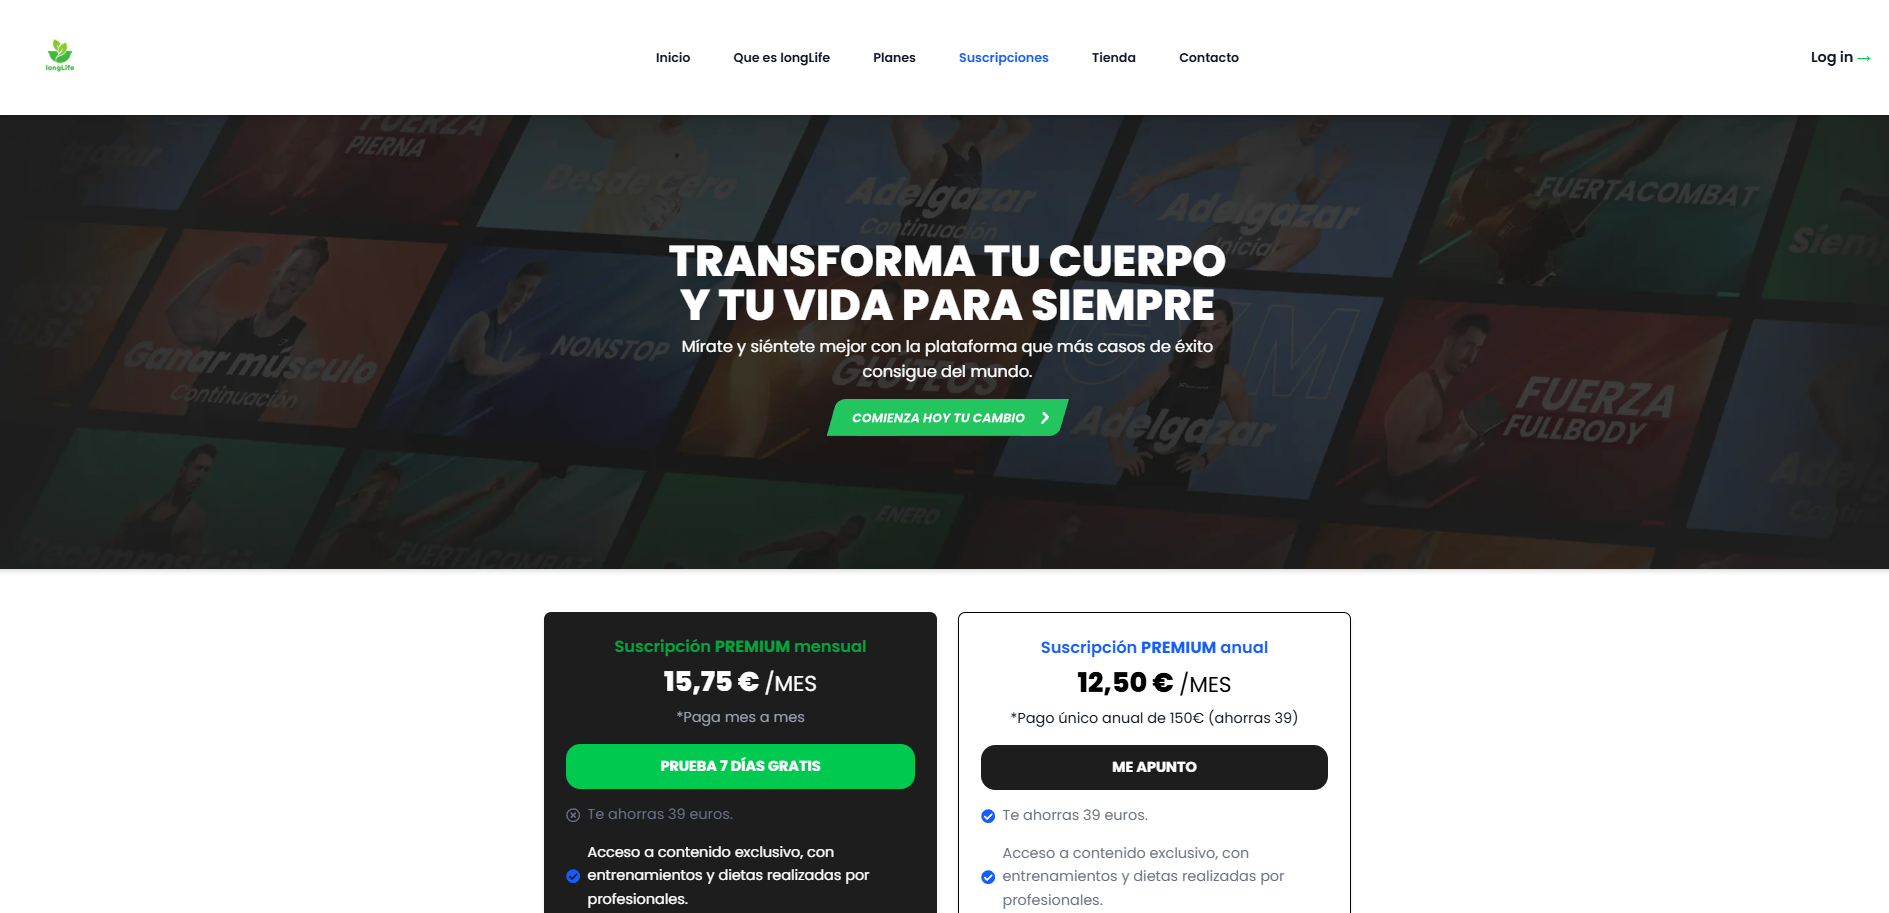 longLife
Inicio
Que es longLife
Planes
Suscripciones
Tienda
Contacto
Log in →
FUERZA
PIERNA
Adelgazar
Desde Cero
Adelgazar
Continuación
Adelgazar
Inicial
FUERTACOMBAT
TRANSFORMA TU CUERPO
Y TU VIDA PARA SIEMPRE
Mírate y siéntete mejor con la plataforma que más casos de éxito
consigue del mundo.
COMIENZA HOY TU CAMBIO
Ganar músculo
Continuación
NONSTOP
GLÚTEOS
Adelgazar
FUERZA
FULLBODY
FUERTACOMBAT
ENERO
Suscripción PREMIUM mensual
15,75 € /MES
*Paga mes a mes
PRUEBA 7 DÍAS GRATIS
Te ahorras 39 euros.
Acceso a contenido exclusivo, con
entrenamientos y dietas realizadas por
profesionales.
Suscripción PREMIUM anual
12,50 € /MES
*Pago único anual de 150€ (ahorras 39)
ME APUNTO
Te ahorras 39 euros.
Acceso a contenido exclusivo, con
entrenamientos y dietas realizadas por
profesionales.